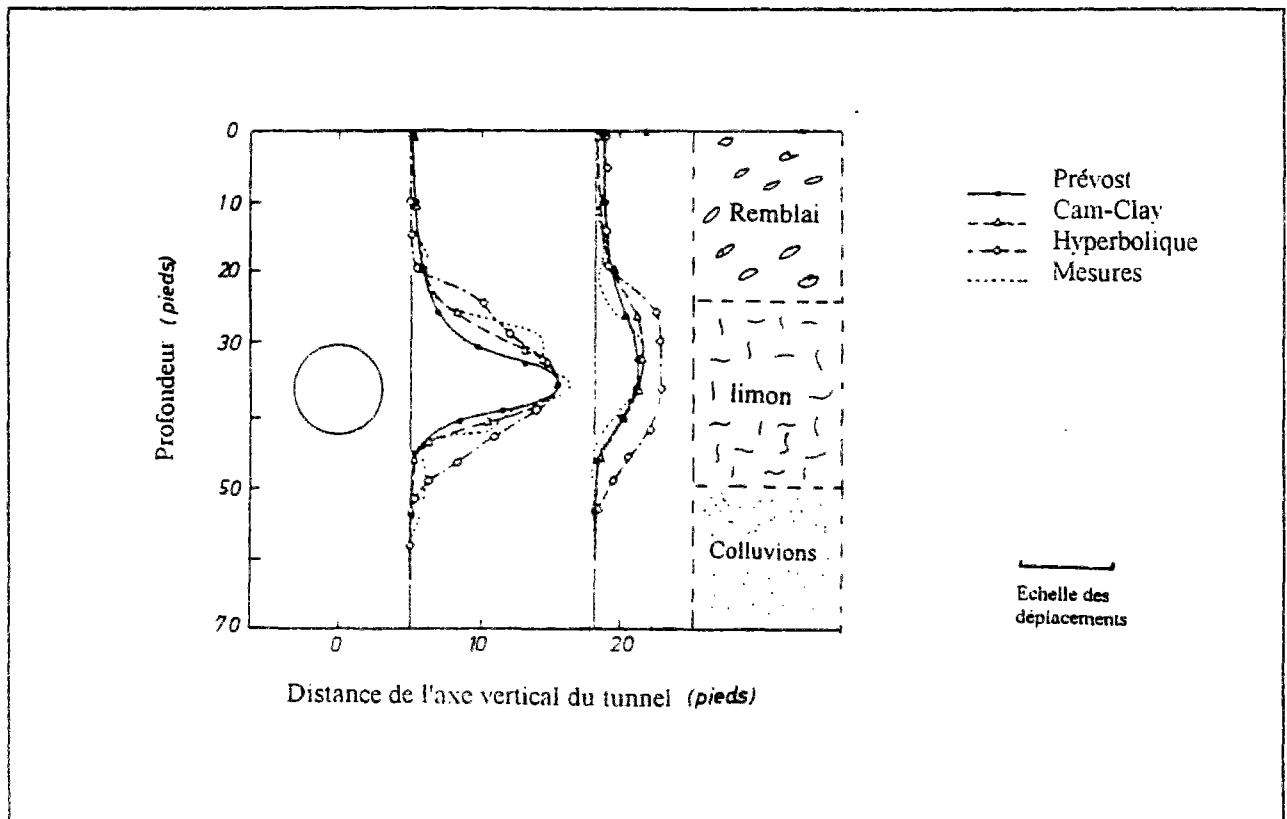 0
10
20
30
50
70
Profondeur (pieds)
0
10
20
Distance de l'axe vertical du tunnel (pieds)
Remblai
limon
Colluvions
Prévost
Cam-Clay
Hyperbolique
Mesures
Echelle des
déplacements